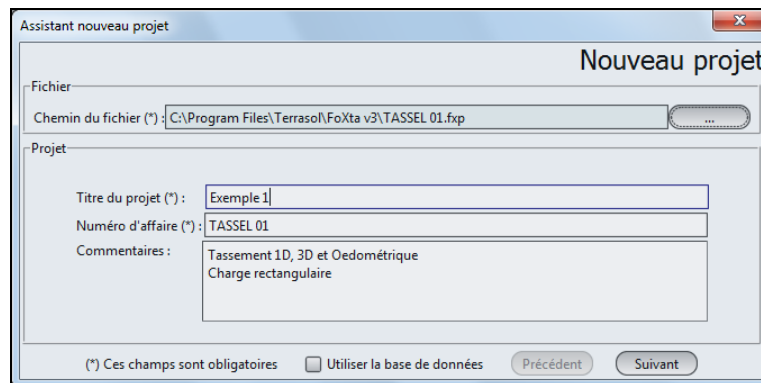 Assistant nouveau projet
Nouveau projet
Fichier
Chemin du fichier (*) : C:\Program Files\Terrasol\FoXta v3\TASSEL 01.fxp ...
Projet
Titre du projet (*) : Exemple 1
Numéro d'affaire (*) : TASSEL 01
Commentaires : Tassement 1D, 3D et Oedométrique
Charge rectangulaire
(*) Ces champs sont obligatoires Utiliser la base de données Précédent Suivant